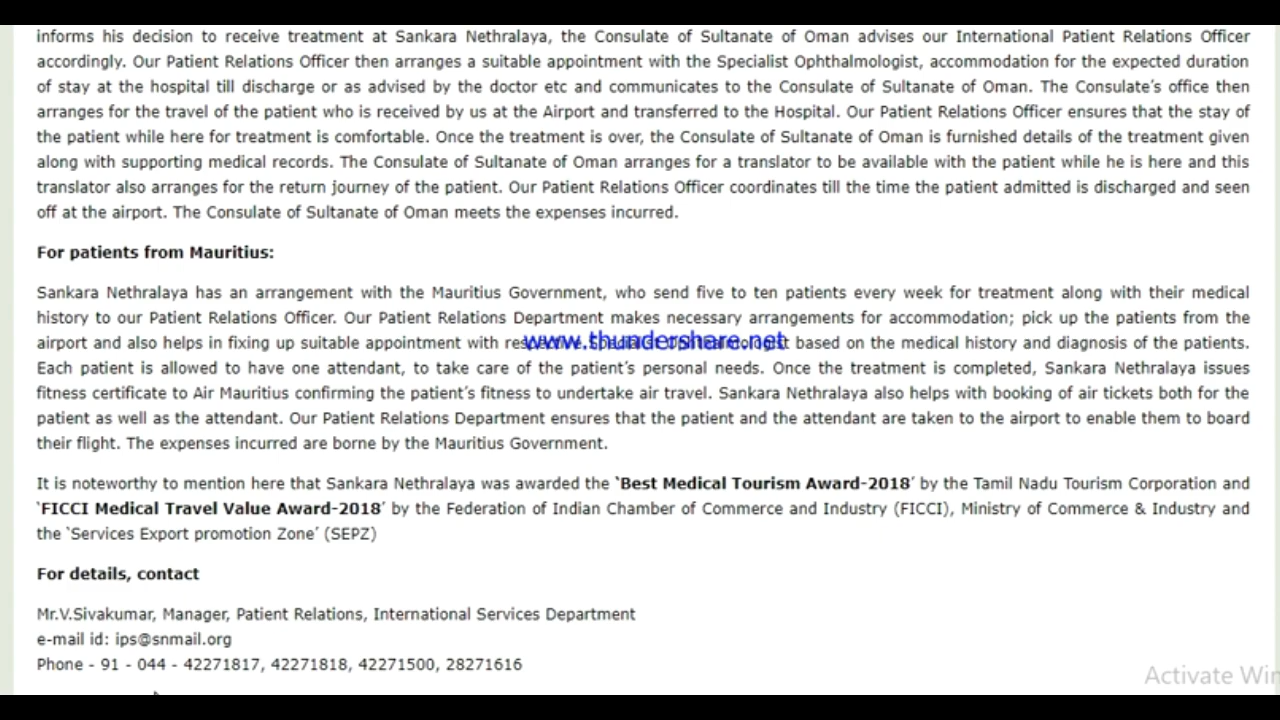 informs his decision to receive treatment at Sankara Nethralaya, the Consulate of Sultanate of Oman advises our International Patient Relations Officer
accordingly. Our Patient Relations Officer then arranges a suitable appointment with the Specialist Ophthalmologist, accommodation for the expected duration
of stay at the hospital till discharge or as advised by the doctor etc and communicates to the Consulate of Sultanate of Oman. The Consulate's office then
arranges for the travel of the patient who is received by us at the Airport and transferred to the Hospital. Our Patient Relations Officer ensures that the stay of
the patient while here for treatment is comfortable. Once the treatment is over, the Consulate of Sultanate of Oman is furnished details of the treatment given
along with supporting medical records. The Consulate of Sultanate of Oman arranges for a translator to be available with the patient while he is here and this
translator also arranges for the return journey of the patient. Our Patient Relations Officer coordinates till the time the patient admitted is discharged and seen
off at the airport. The Consulate of Sultanate of Oman meets the expenses incurred.
For patients from Mauritius:
Sankara Nethralaya has an arrangement with the Mauritius Government, who send five to ten patients every week for treatment along with their medical
history to our Patient Relations Officer. Our Patient Relations Department makes necessary arrangements for accommodation; pick up the patients from the
airport and also helps in fixing up suitable appointment with based on the medical history and diagnosis of the patients.
www.thundershare.net
Each patient is allowed to have one attendant, to take care of the patient's personal needs. Once the treatment is completed, Sankara Nethralaya issues
fitness certificate to Air Mauritius confirming the patient's fitness to undertake air travel. Sankara Nethralaya also helps with booking of air tickets both for the
patient as well as the attendant. Our Patient Relations Department ensures that the patient and the attendant are taken to the airport to enable them to board
their flight. The expenses incurred are borne by the Mauritius Government.
It is noteworthy to mention here that Sankara Nethralaya was awarded the ‵Best Medical Tourism Award-2018′ by the Tamil Nadu Tourism Corporation and
‵FICCI Medical Travel Value Award-2018′ by the Federation of Indian Chamber of Commerce and Industry (FICCI), Ministry of Commerce & Industry and
the ‵Services Export promotion Zone′ (SEPZ)
For details, contact
Mr.V.Sivakumar, Manager, Patient Relations, International Services Department
e-mail id: ips@snmail.org
Phone - 91 - 044 - 42271817, 42271818, 42271500, 28271616
Activate Win